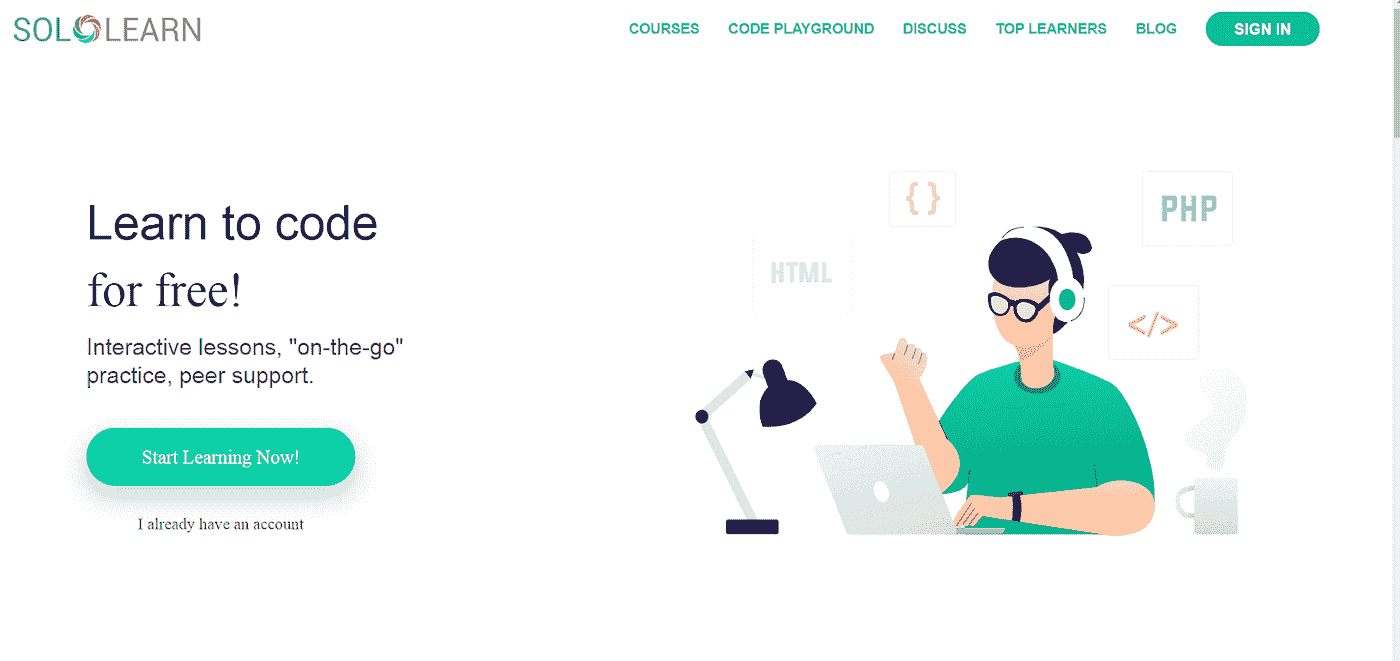 SOLOLEARN
COURSES CODE PLAYGROUND DISCUSS TOP LEARNERS BLOG SIGN IN
Learn to code
for free!
Interactive lessons, "on-the-go"
practice, peer support.
Start Learning Now!
I already have an account
{ }
PHP
HTML
</>